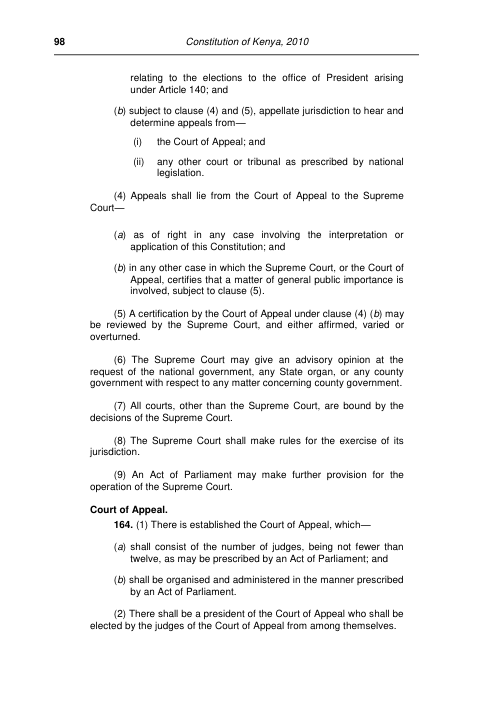 98 Constitution of Kenya, 2010
relating to the elections to the office of President arising
under Article 140; and
(b) subject to clause (4) and (5), appellate jurisdiction to hear and
determine appeals from—
(i) the Court of Appeal; and
(ii) any other court or tribunal as prescribed by national
legislation.
(4) Appeals shall lie from the Court of Appeal to the Supreme
Court—
(a) as of right in any case involving the interpretation or
application of this Constitution; and
(b) in any other case in which the Supreme Court, or the Court of
Appeal, certifies that a matter of general public importance is
involved, subject to clause (5).
(5) A certification by the Court of Appeal under clause (4) (b) may
be reviewed by the Supreme Court, and either affirmed, varied or
overturned.
(6) The Supreme Court may give an advisory opinion at the
request of the national government, any State organ, or any county
government with respect to any matter concerning county government.
(7) All courts, other than the Supreme Court, are bound by the
decisions of the Supreme Court.
(8) The Supreme Court shall make rules for the exercise of its
jurisdiction.
(9) An Act of Parliament may make further provision for the
operation of the Supreme Court.
Court of Appeal.
164. (1) There is established the Court of Appeal, which—
(a) shall consist of the number of judges, being not fewer than
twelve, as may be prescribed by an Act of Parliament; and
(b) shall be organised and administered in the manner prescribed
by an Act of Parliament.
(2) There shall be a president of the Court of Appeal who shall be
elected by the judges of the Court of Appeal from among themselves.